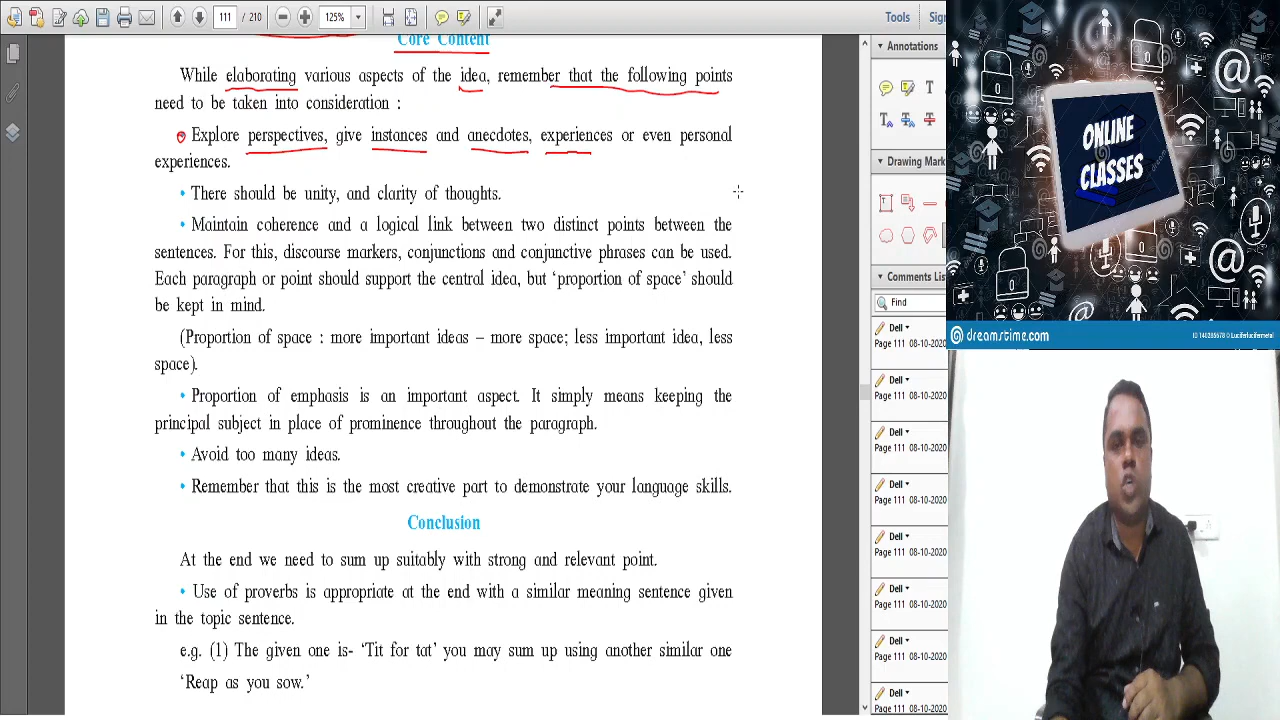 111 / 210
125%
Tools
Sign
Core Content
While elaborating various aspects of the idea, remember that the following points
need to be taken into consideration :
• Explore perspectives, give instances and anecdotes, experiences or even personal
experiences.
• There should be unity, and clarity of thoughts.
• Maintain coherence and a logical link between two distinct points between the
sentences. For this, discourse markers, conjunctions and conjunctive phrases can be used.
Each paragraph or point should support the central idea, but ‘proportion of space’ should
be kept in mind.
(Proportion of space : more important ideas – more space; less important idea, less
space).
• Proportion of emphasis is an important aspect. It simply means keeping the
principal subject in place of prominence throughout the paragraph.
• Avoid too many ideas.
• Remember that this is the most creative part to demonstrate your language skills.
Conclusion
At the end we need to sum up suitably with strong and relevant point.
• Use of proverbs is appropriate at the end with a similar meaning sentence given
in the topic sentence.
e.g. (1) The given one is- ‘Tit for tat’ you may sum up using another similar one
‘Reap as you sow.’
Annotations
Drawing Mark
Comments Lis
Find
Dell
Page 111 08-10-2020
Dell
Page 111 08-10-2020
Dell
Page 111 08-10-2020
Dell
Page 111 08-10-2020
Dell
Page 111 08-10-2020
Dell
Page 111 08-10-2020
Dell
Page 111 08-10-2020
Dell
Page 111 08-10-2020
ONLINE
CLASSES
dreamstime.com